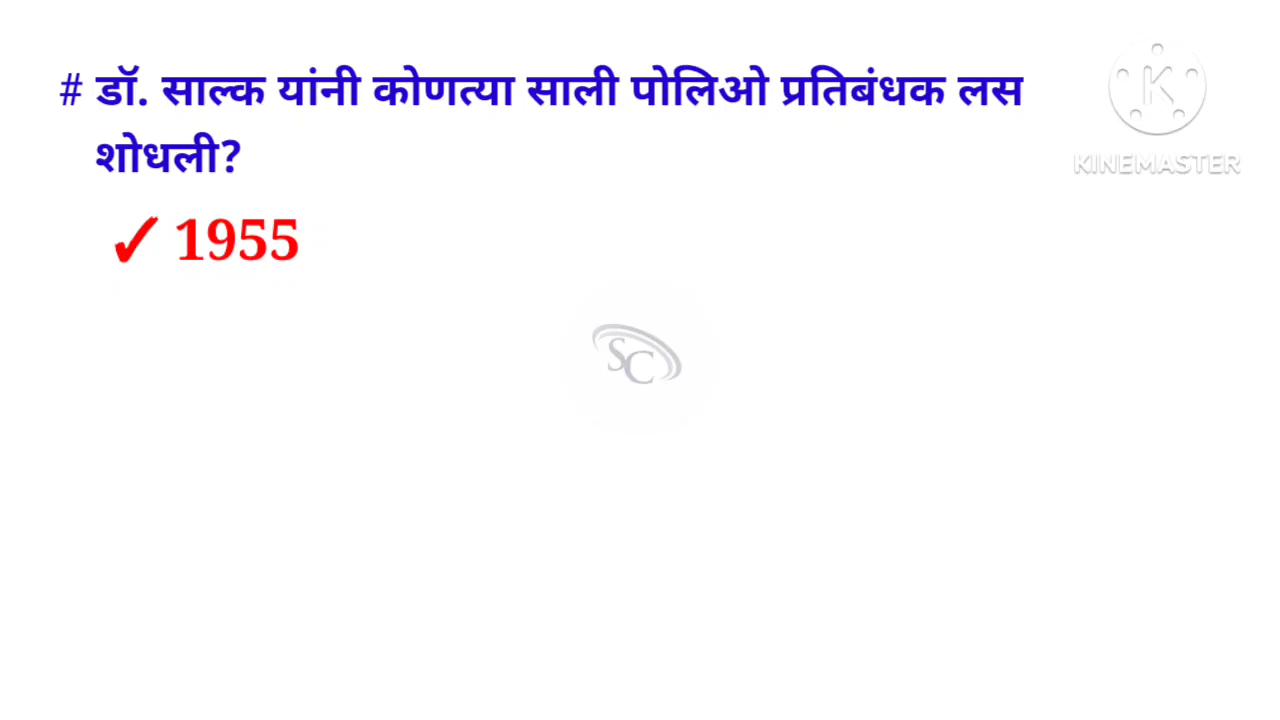 # डॉ. साल्क यांनी कोणत्या साली पोलिओ प्रतिबंधक लस
शोधली?
✓ 1955
K
KINEMASTER
SC